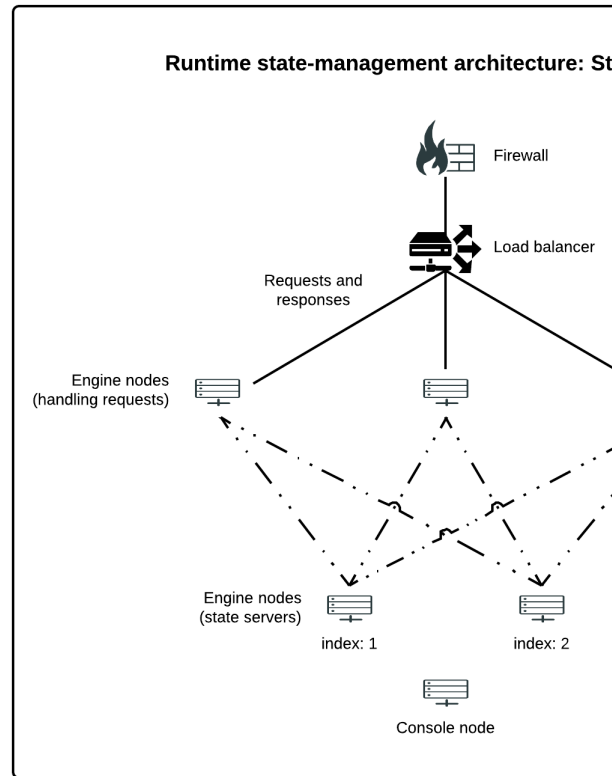 Runtime state-management architecture: St
Firewall
Load balancer
Requests and
responses
Engine nodes
(handling requests)
Engine nodes
(state servers)
index: 1
index: 2
Console node